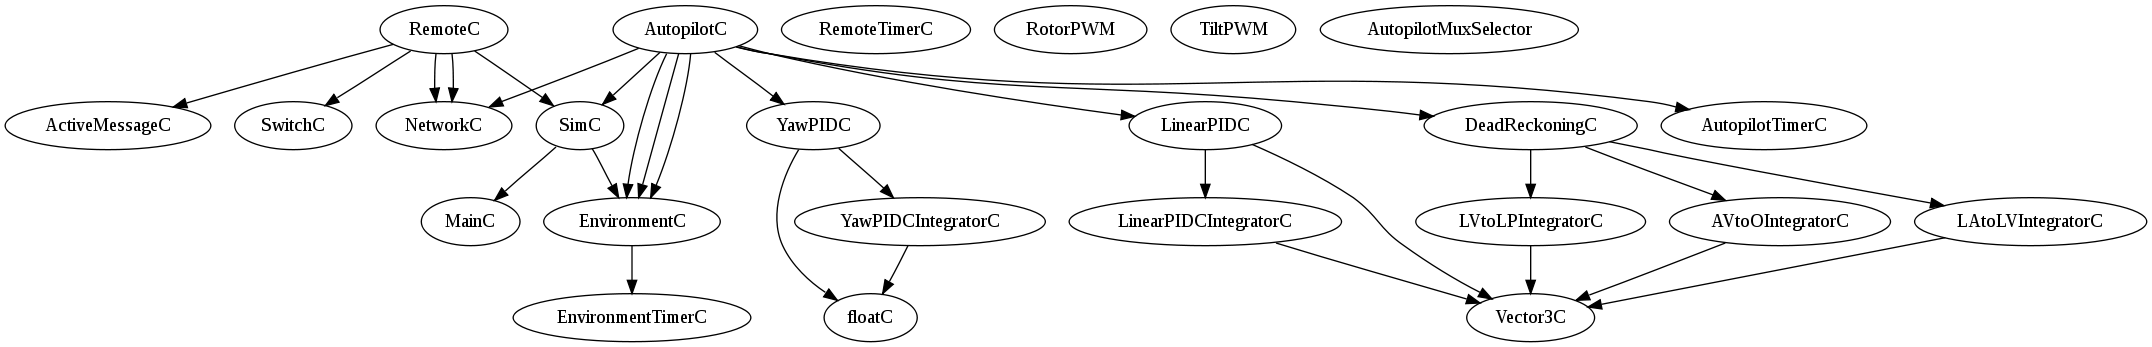 RemoteC
AutopilotC
RemoteTimerC
RotorPWM
TiltPWM
AutopilotMuxSelector
ActiveMessageC
SwitchC
NetworkC
SimC
YawPIDC
LinearPIDC
DeadReckoningC
AutopilotTimerC
MainC
EnvironmentC
YawPIDCIntegratorC
LinearPIDCIntegratorC
LVtoLPIntegratorC
AVtoOIntegratorC
LAtoLVIntegratorC
EnvironmentTimerC
floatC
Vector3C